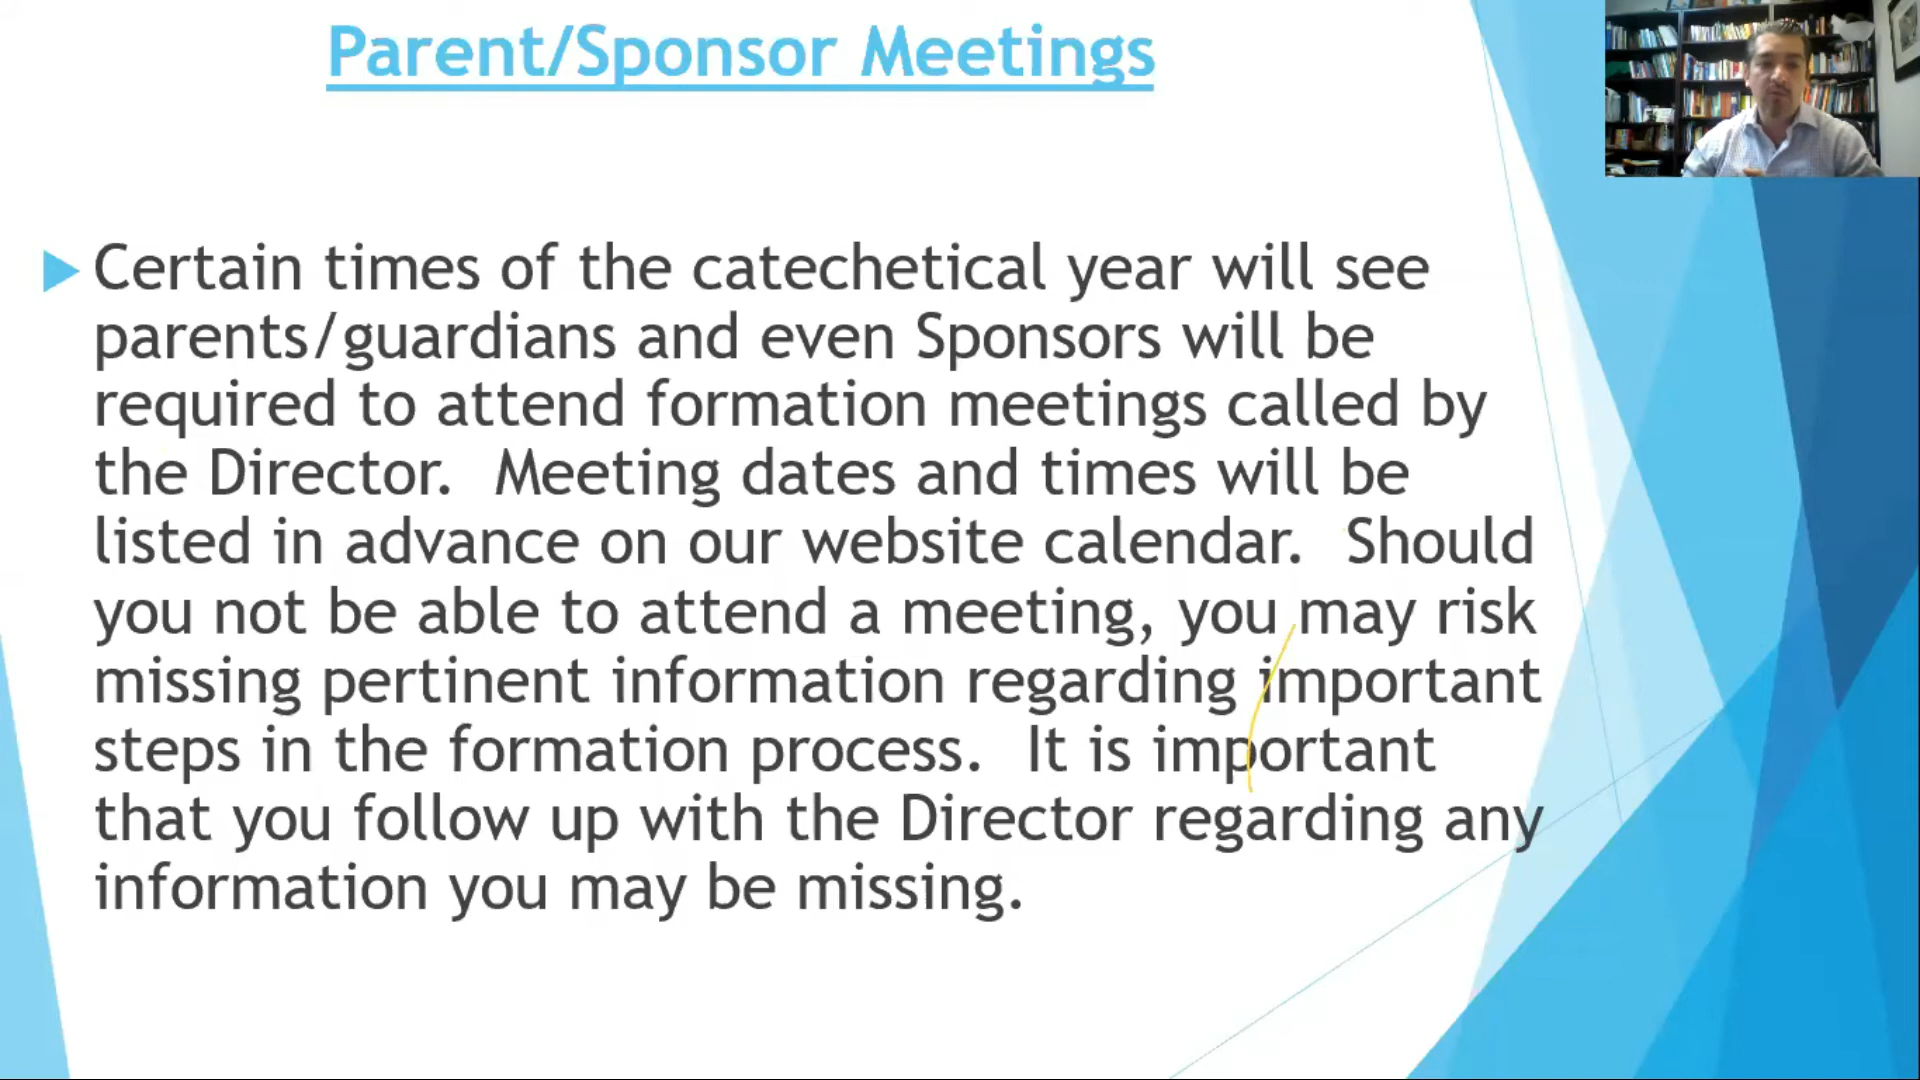 Parent/Sponsor Meetings
Certain times of the catechetical year will see
parents/guardians and even Sponsors will be
required to attend formation meetings called by
the Director.  Meeting dates and times will be
listed in advance on our website calendar.  Should
you not be able to attend a meeting, you may risk
missing pertinent information regarding important
steps in the formation process.  It is important
that you follow up with the Director regarding any
information you may be missing.